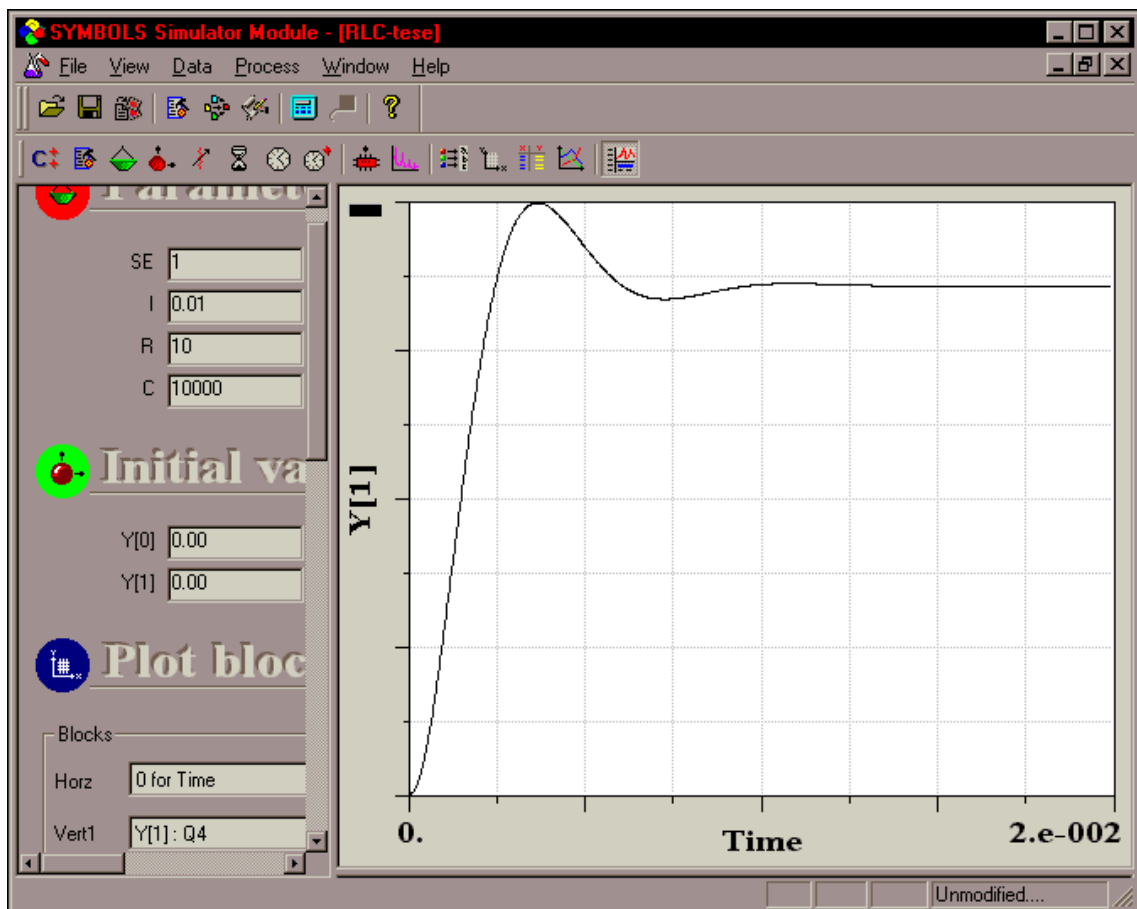 SYMBOLS Simulator Module - [RLC-tese]
File View Data Process Window Help
SE 1
I 0.01
R 10
C 10000
Initial va
Y[0] 0.00
Y[1] 0.00
Plot bloc
Blocks
Horz 0 for Time
Vert1 Y[1] : Q4
Y[1]
0. Time 2.e-002
Unmodified....